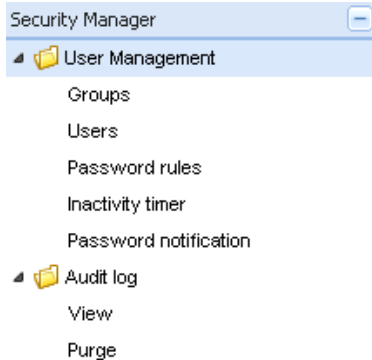 Security Manager
User Management
Groups
Users
Password rules
Inactivity timer
Password notification
Audit log
View
Purge